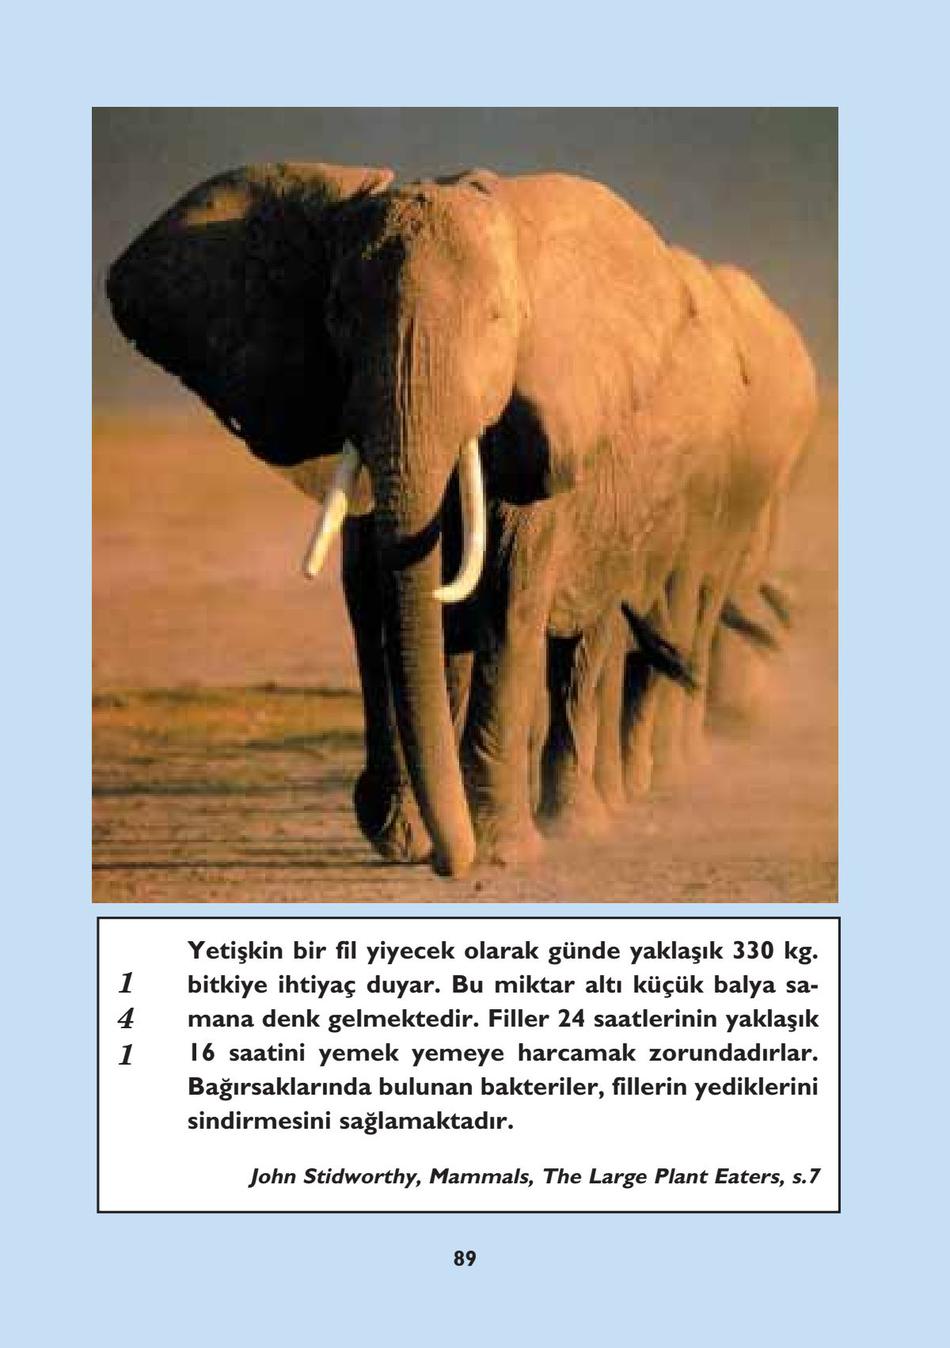 Yetişkin bir fil yiyecek olarak günde yaklaşık 330 kg.
bitkiye ihtiyaç duyar. Bu miktar altı küçük balya sa-
mana denk gelmektedir. Filler 24 saatlerinin yaklaşık
16 saatini yemek yemeye harcamak zorundadırlar.
Bağırsaklarında bulunan bakteriler, fillerin yediklerini
sindirmesini sağlamaktadır.
1
4
1
John Stidworthy, Mammals, The Large Plant Eaters, s.7
89